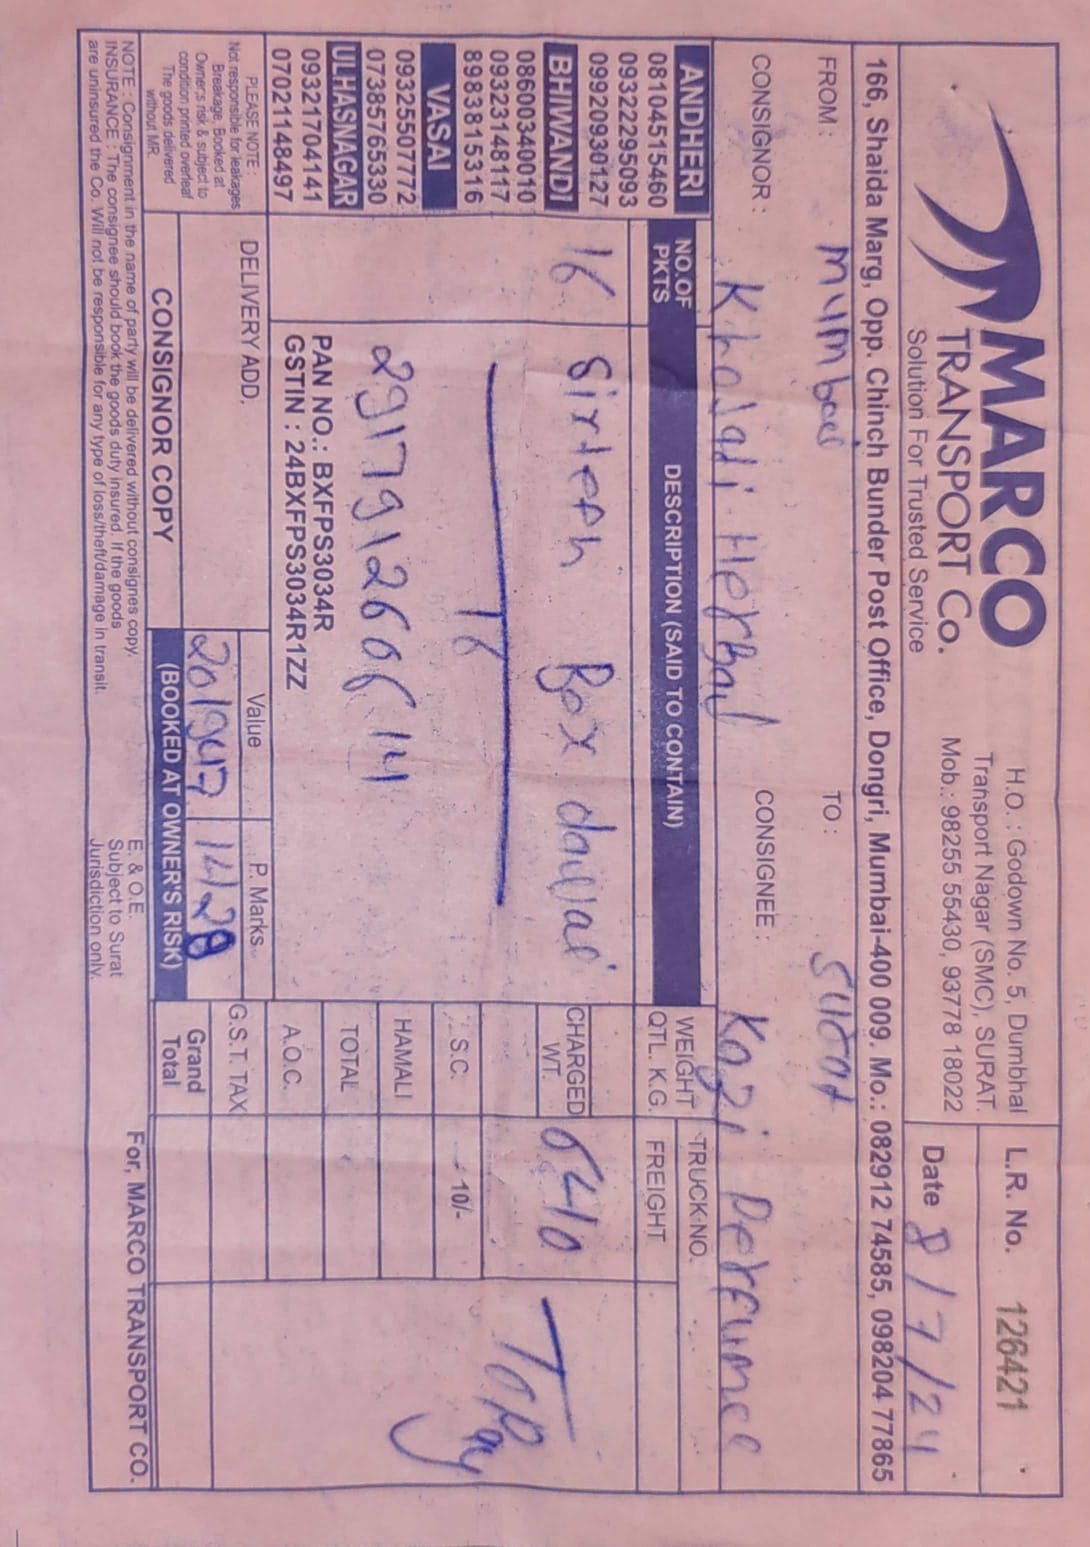 MARCO
TRANSPORT Co.
Solution For Trusted Service
H.O. : Godown No. 5, Dumbhal
Transport Nagar (SMC), SURAT.
Mob.: 98255 55430, 93778 18022
L.R. No. 126421
Date 8/7/24
166, Shaida Marg, Opp. Chinch Bunder Post Office, Dongri, Mumbai-400 009. Mo.: 082912 74585, 098204 77865
FROM : mumbai TO : surat
CONSIGNOR : Khojati Herbal CONSIGNEE : Kazi Perfume
ANDHERI
08104515460
09322295093
09920930127
BHIWANDI
08600340010
09323148117
8983815316
VASAI
09325507772
07385765330
ULHASNAGAR
09321704141
07021148497
NO.OF PKTS
DESCRIPTION (SAID TO CONTAIN)
WEIGHT QTL. K.G.
TRUCK NO.
FREIGHT
16 sixteen Box dawai
16
CHARGED WT. 640
To Pay
S.C. 10/-
HAMALI
TOTAL
A.O.C.
G.S.T. TAX
Grand Total
PAN NO.: BXFPS3034R
GSTIN : 24BXFPS3034R1ZZ
PLEASE NOTE :
Not responsible for leakages
Breakage, Booked at
Owner's risk & subject to
condition printed overleaf
The goods delivered
without MR.
DELIVERY ADD.
Value P. Marks
CONSIGNOR COPY
(BOOKED AT OWNER'S RISK)
NOTE : Consignment in the name of party will be delivered without consignes copy.
INSURANCE : The consignee should book the goods duty insured. If the goods
are uninsured the Co. Will not be responsible for any type of loss/theft/damage in transit.
E. & O.E.
Subject to Surat
Jurisdiction only.
For, MARCO TRANSPORT CO.